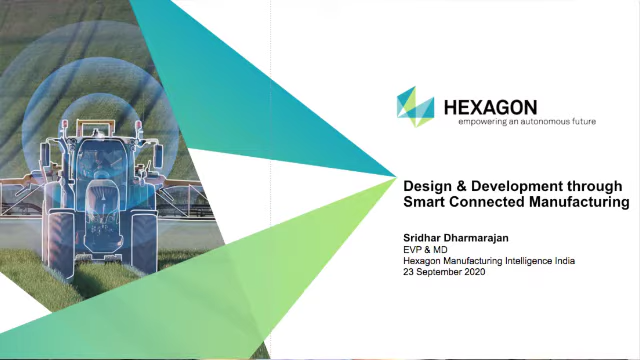 HEXAGON
empowering an autonomous future
Design & Development through
Smart Connected Manufacturing
Sridhar Dharmarajan
EVP & MD
Hexagon Manufacturing Intelligence India
23 September 2020